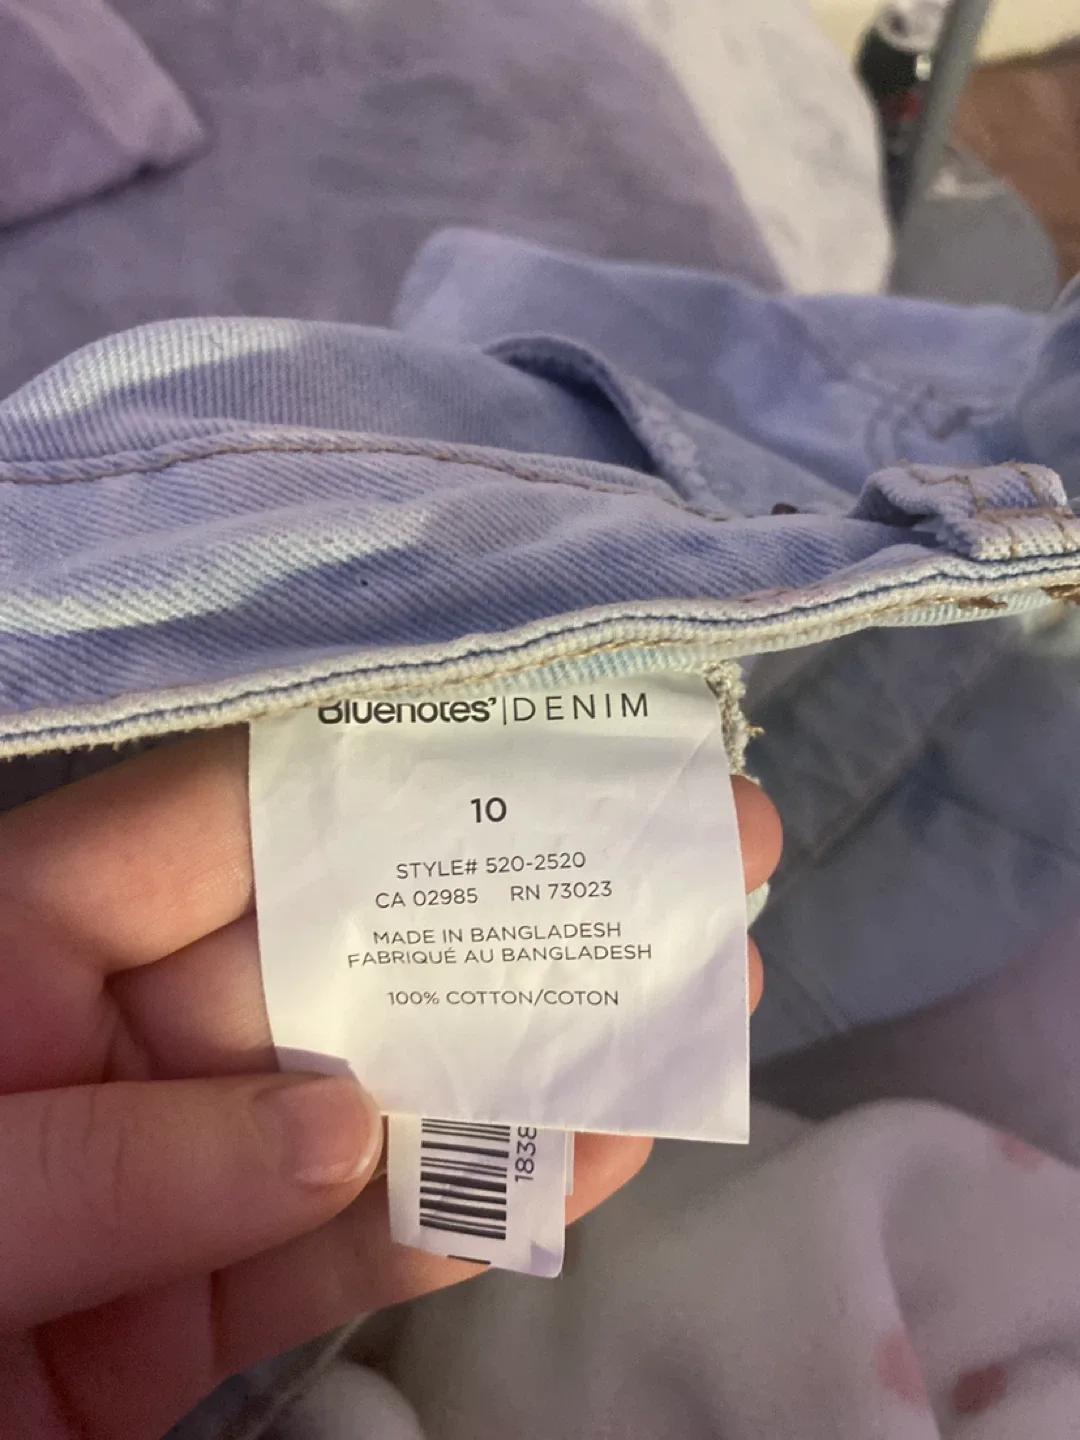 Bluenotes’|DENIM
10
STYLE# 520-2520
CA 02985 RN 73023
MADE IN BANGLADESH
FABRIQUÉ AU BANGLADESH
100% COTTON/COTON
1838